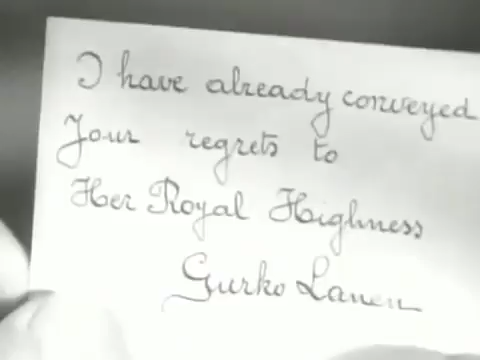 I have already conveyed
Your regrets to
Her Royal Highness
Gurko Lanen